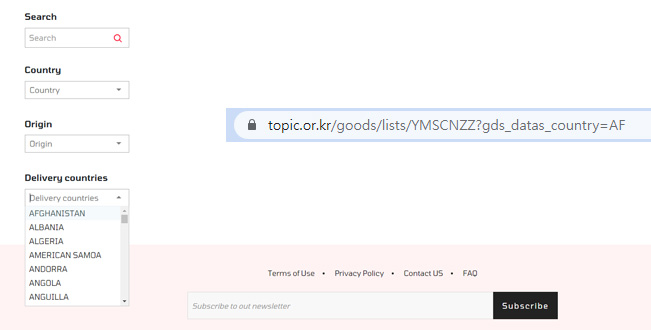 Search
Search
Country
Country
topic.or.kr/goods/lists/YMSCNZZ?gds_datas_country=AF
Origin
Origin
Delivery countries
Delivery countries
AFGHANISTAN
ALBANIA
ALGERIA
AMERICAN SAMOA
ANDORRA
ANGOLA
ANGUILLA
Terms of Use • Privacy Policy • Contact US • FAQ
Subscribe to out newsletter Subscribe